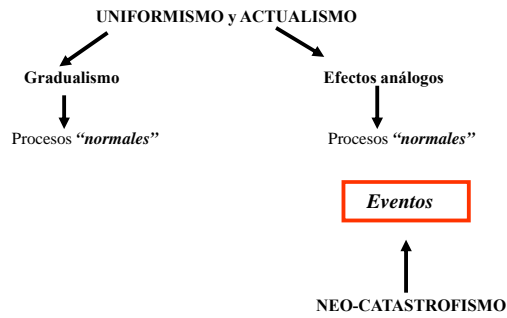 UNIFORMISMO y ACTUALISMO
Gradualismo
Efectos análogos
Procesos “normales”
Procesos “normales”
Eventos
NEO-CATASTROFISMO